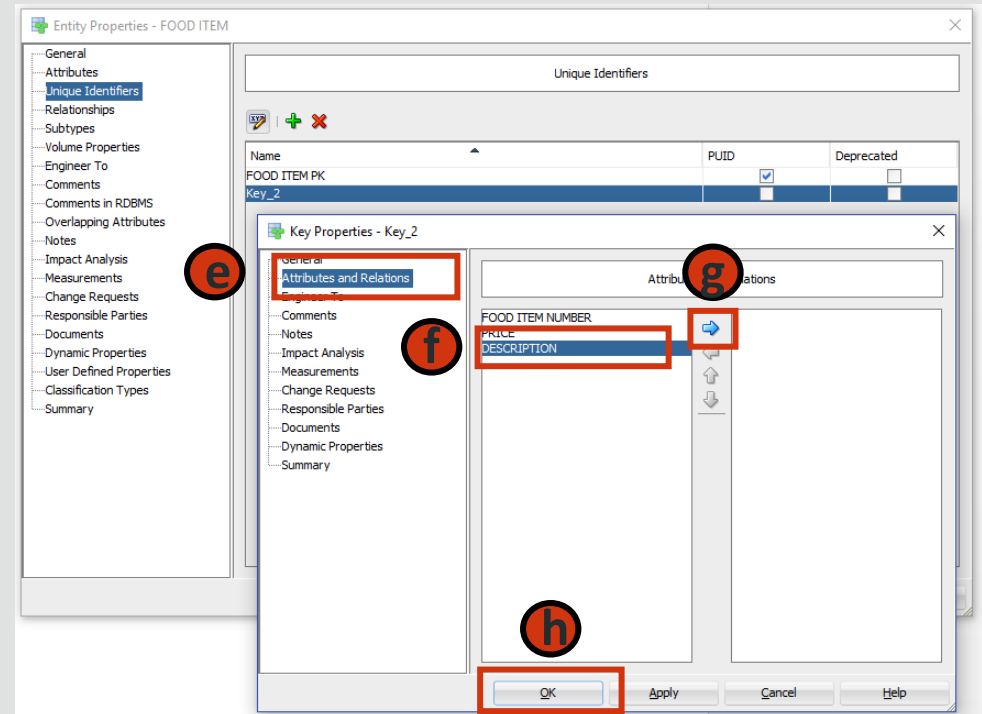 Entity Properties - FOOD ITEM
General
Attributes
Unique Identifiers
Relationships
Subtypes
Volume Properties
Engineer To
Comments
Comments in RDBMS
Overlapping Attributes
Notes
Impact Analysis
Measurements
Change Requests
Responsible Parties
Documents
Dynamic Properties
User Defined Properties
Classification Types
Summary
Unique Identifiers
Name PUID Deprecated
FOOD ITEM PK
Key_2
Key Properties - Key_2
General
Attributes and Relations
Engineer To
Comments
Notes
Impact Analysis
Measurements
Change Requests
Responsible Parties
Documents
Dynamic Properties
Summary
FOOD ITEM NUMBER
PRICE
DESCRIPTION
e
f
g
h
OK Apply Cancel Help